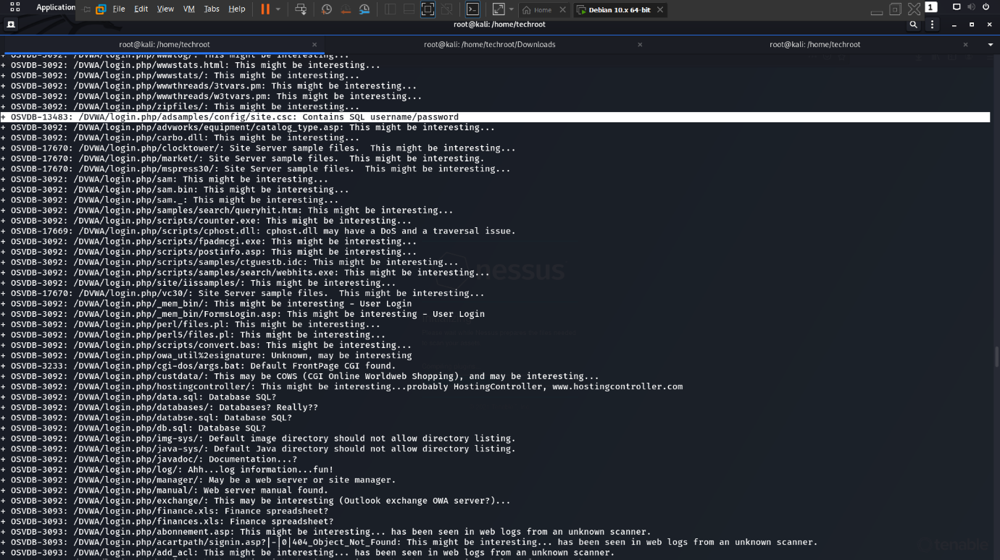 Applications
File Edit View VM Tabs Help
Home
Debian 10.x 64-bit
1
root@kali: /home/techroot
root@kali: /home/techroot
root@kali: /home/techroot/Downloads
root@kali: /home/techroot
+ OSVDB-3092: /DVWA/login.php/wwwlog/: This might be interesting...
+ OSVDB-3092: /DVWA/login.php/wwwstats.html: This might be interesting...
+ OSVDB-3092: /DVWA/login.php/wwwstats/: This might be interesting...
+ OSVDB-3092: /DVWA/login.php/wwwthreads/3tvars.pm: This might be interesting...
+ OSVDB-3092: /DVWA/login.php/wwwthreads/w3tvars.pm: This might be interesting...
+ OSVDB-3092: /DVWA/login.php/zipfiles/: This might be interesting...
+ OSVDB-13483: /DVWA/login.php/adsamples/config/site.csc: Contains SQL username/password
+ OSVDB-3092: /DVWA/login.php/advworks/equipment/catalog_type.asp: This might be interesting...
+ OSVDB-3092: /DVWA/login.php/carbo.dll: This might be interesting...
+ OSVDB-17670: /DVWA/login.php/clocktower/: Site Server sample files.  This might be interesting...
+ OSVDB-17670: /DVWA/login.php/market/: Site Server sample files.  This might be interesting.
+ OSVDB-17670: /DVWA/login.php/mspress30/: Site Server sample files.  This might be interesting...
+ OSVDB-3092: /DVWA/login.php/sam: This might be interesting...
+ OSVDB-3092: /DVWA/login.php/sam.bin: This might be interesting...
+ OSVDB-3092: /DVWA/login.php/sam._: This might be interesting...
+ OSVDB-3092: /DVWA/login.php/samples/search/queryhit.htm: This might be interesting...
+ OSVDB-3092: /DVWA/login.php/scripts/counter.exe: This might be interesting...
+ OSVDB-17669: /DVWA/login.php/scripts/cphost.dll: cphost.dll may have a DoS and a traversal issue.
+ OSVDB-3092: /DVWA/login.php/scripts/fpadmcgi.exe: This might be interesting...
+ OSVDB-3092: /DVWA/login.php/scripts/postinfo.asp: This might be interesting...
+ OSVDB-3092: /DVWA/login.php/scripts/samples/ctguestb.idc: This might be interesting...
+ OSVDB-3092: /DVWA/login.php/scripts/samples/search/webhits.exe: This might be interesting...
+ OSVDB-3092: /DVWA/login.php/site/iissamples/: This might be interesting...
+ OSVDB-17670: /DVWA/login.php/vc30/: Site Server sample files.  This might be interesting...
+ OSVDB-3092: /DVWA/login.php/_mem_bin/: This might be interesting - User Login
+ OSVDB-3092: /DVWA/login.php/_mem_bin/FormsLogin.asp: This might be interesting - User Login
+ OSVDB-3092: /DVWA/login.php/perl/files.pl: This might be interesting...
+ OSVDB-3092: /DVWA/login.php/perl5/files.pl: This might be interesting...
+ OSVDB-3092: /DVWA/login.php/scripts/convert.bas: This might be interesting...
+ OSVDB-3092: /DVWA/login.php/owa_util%2esignature: Unknown, may be interesting
+ OSVDB-3233: /DVWA/login.php/cgi-dos/args.bat: Default FrontPage CGI found.
+ OSVDB-3092: /DVWA/login.php/custdata/: This may be COWS (CGI Online Worldweb Shopping), and may be interesting...
+ OSVDB-3092: /DVWA/login.php/hostingcontroller/: This might be interesting...probably HostingController, www.hostingcontroller.com
+ OSVDB-3092: /DVWA/login.php/data.sql: Database SQL?
+ OSVDB-3092: /DVWA/login.php/databases/: Databases? Really??
+ OSVDB-3092: /DVWA/login.php/databse.sql: Database SQL?
+ OSVDB-3092: /DVWA/login.php/db.sql: Database SQL?
+ OSVDB-3092: /DVWA/login.php/img-sys/: Default image directory should not allow directory listing.
+ OSVDB-3092: /DVWA/login.php/java-sys/: Default Java directory should not allow directory listing.
+ OSVDB-3092: /DVWA/login.php/javadoc/: Documentation...?
+ OSVDB-3092: /DVWA/login.php/log/: Ahh...log information...fun!
+ OSVDB-3092: /DVWA/login.php/manager/: May be a web server or site manager.
+ OSVDB-3092: /DVWA/login.php/manual/: Web server manual found.
+ OSVDB-3092: /DVWA/login.php/exchange/: This may be interesting (Outlook exchange OWA server?)...
+ OSVDB-3093: /DVWA/login.php/finance.xls: Finance spreadsheet?
+ OSVDB-3093: /DVWA/login.php/finances.xls: Finance spreadsheet?
+ OSVDB-3093: /DVWA/login.php/abonnement.asp: This might be interesting... has been seen in web logs from an unknown scanner.
+ OSVDB-3093: /DVWA/login.php/acartpath/signin.asp?|-|0|404_Object_Not_Found: This might be interesting... has been seen in web logs from an unknown scanner.
+ OSVDB-3093: /DVWA/login.php/add_acl: This might be interesting... has been seen in web logs from an unknown scanner.
nessus
tenable